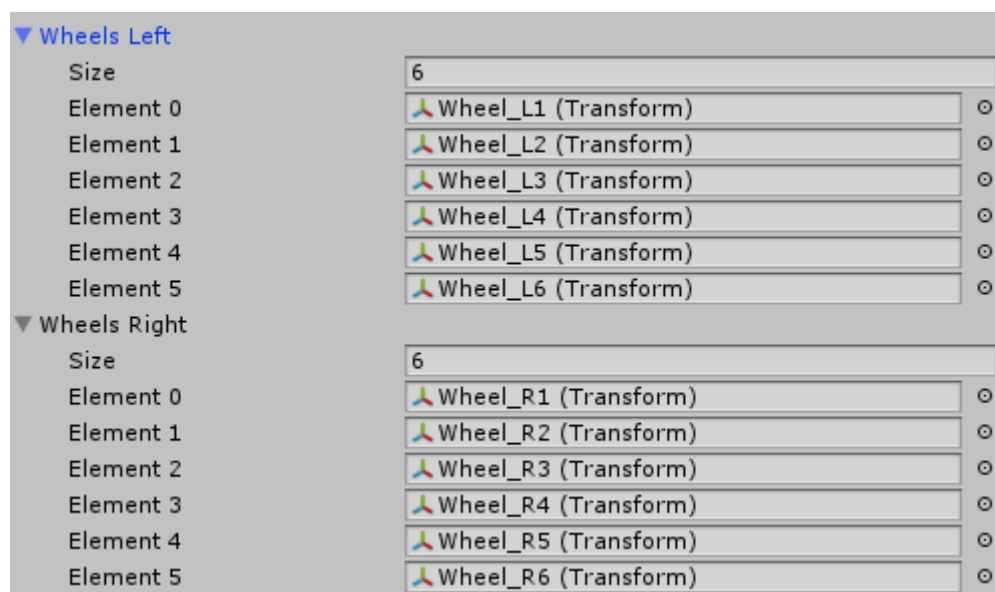 Wheels Left
Size 6
Element 0 Wheel_L1 (Transform)
Element 1 Wheel_L2 (Transform)
Element 2 Wheel_L3 (Transform)
Element 3 Wheel_L4 (Transform)
Element 4 Wheel_L5 (Transform)
Element 5 Wheel_L6 (Transform)
Wheels Right
Size 6
Element 0 Wheel_R1 (Transform)
Element 1 Wheel_R2 (Transform)
Element 2 Wheel_R3 (Transform)
Element 3 Wheel_R4 (Transform)
Element 4 Wheel_R5 (Transform)
Element 5 Wheel_R6 (Transform)